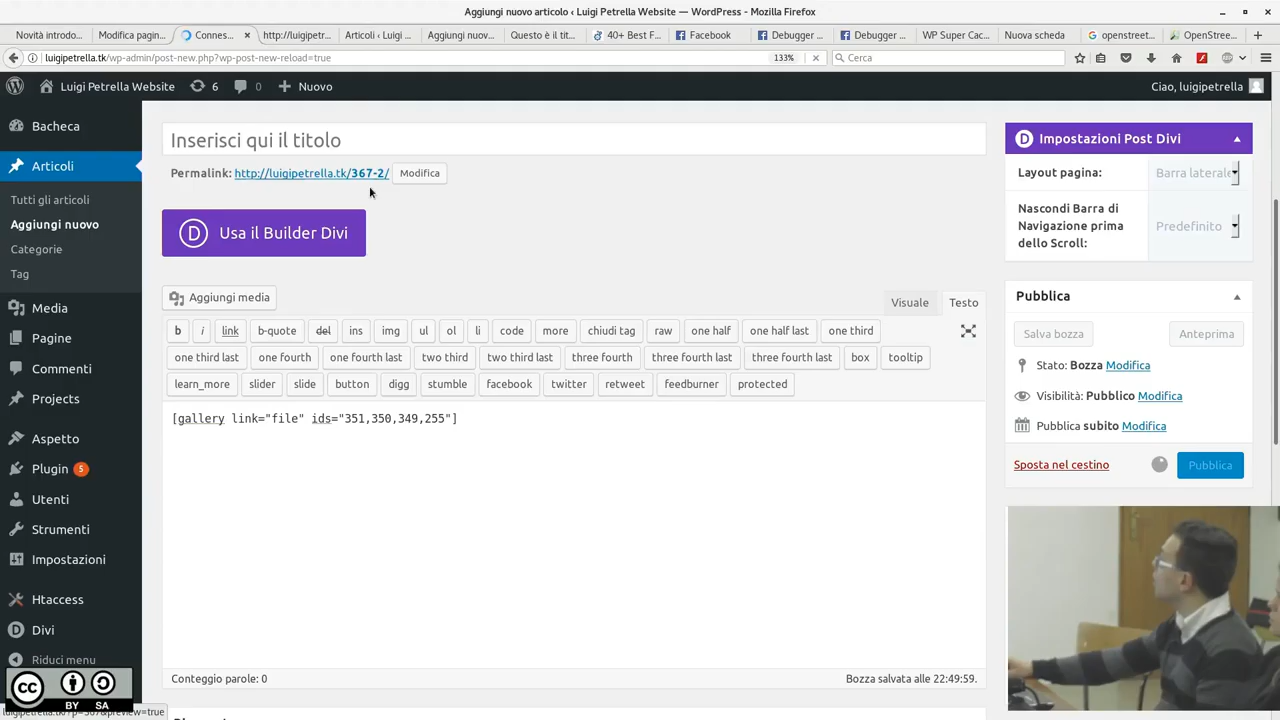 Aggiungi nuovo articolo ‹ Luigi Petrella Website — WordPress - Mozilla Firefox
Novità introdo...
Modifica pagin...
Connes...
http://luigipetr...
Articoli ‹ Luigi ...
Aggiungi nuov...
Questo è il tit...
40+ Best F...
Facebook
Debugger ...
Debugger ...
WP Super Cac...
Nuova scheda
openstreet...
OpenStree...
luigipetrella.tk/wp-admin/post-new.php?wp-post-new-reload=true
133%
Cerca
Luigi Petrella Website
6
0
Nuovo
Ciao, luigipetrella
Bacheca
Articoli
Tutti gli articoli
Aggiungi nuovo
Categorie
Tag
Media
Pagine
Commenti
Projects
Aspetto
Plugin 5
Utenti
Strumenti
Impostazioni
Htaccess
Divi
Riduci menu
Inserisci qui il titolo
Permalink: http://luigipetrella.tk/367-2/ Modifica
D Usa il Builder Divi
Aggiungi media
Visuale
Testo
b i link b-quote del ins img ul ol li code more chiudi tag raw one half one half last one third
one third last one fourth one fourth last two third two third last three fourth three fourth last three fourth last box tooltip
learn_more slider slide button digg stumble facebook twitter retweet feedburner protected
[gallery link="file" ids="351,350,349,255"]
Conteggio parole: 0
Bozza salvata alle 22:49:59.
D Impostazioni Post Divi
Layout pagina:
Barra laterale
Nascondi Barra di
Navigazione prima
dello Scroll:
Predefinito
Pubblica
Salva bozza
Anteprima
Stato: Bozza Modifica
Visibilità: Pubblico Modifica
Pubblica subito Modifica
Sposta nel cestino
Pubblica
cc
BY SA